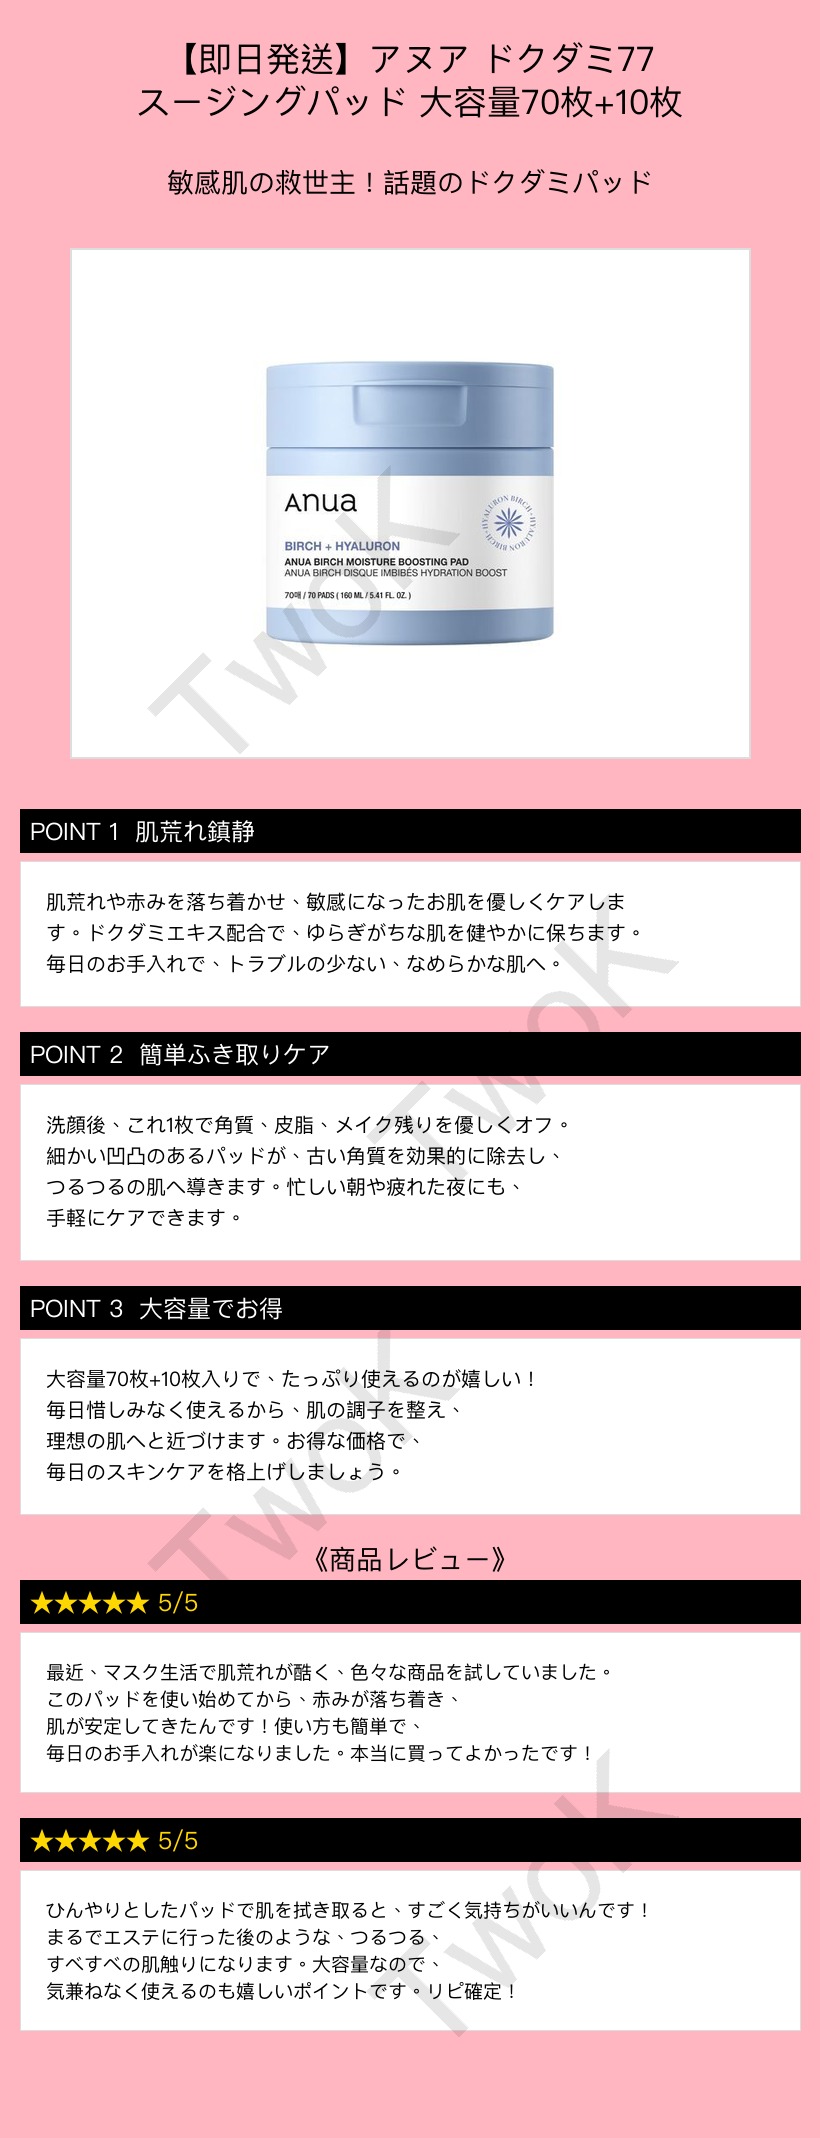 【即日発送】アヌア ドクダミ77
スージングパッド 大容量70枚+10枚
敏感肌の救世主！話題のドクダミパッド
Anua
HYALURON BIRCH • HYALURON BIRCH •
BIRCH + HYALURON
ANUA BIRCH MOISTURE BOOSTING PAD
ANUA BIRCH DISQUE IMBIBÉS HYDRATION BOOST
70매 / 70 PADS ( 160 ML / 5.41 FL. OZ. )
TwoK
POINT 1 肌荒れ鎮静
肌荒れや赤みを落ち着かせ、敏感になったお肌を優しくケアしま
す。ドクダミエキス配合で、ゆらぎがちな肌を健やかに保ちます。
毎日のお手入れで、トラブルの少ない、なめらかな肌へ。
TwoK
POINT 2 簡単ふき取りケア
洗顔後、これ1枚で角質、皮脂、メイク残りを優しくオフ。
細かい凹凸のあるパッドが、古い角質を効果的に除去し、
つるつるの肌へ導きます。忙しい朝や疲れた夜にも、
手軽にケアできます。
POINT 3 大容量でお得
大容量70枚+10枚入りで、たっぷり使えるのが嬉しい！
毎日惜しみなく使えるから、肌の調子を整え、
理想の肌へと近づけます。お得な価格で、
毎日のスキンケアを格上げしましょう。
TwoK
《商品レビュー》
★★★★★ 5/5
最近、マスク生活で肌荒れが酷く、色々な商品を試していました。
このパッドを使い始めてから、赤みが落ち着き、
肌が安定してきたんです！使い方も簡単で、
毎日のお手入れが楽になりました。本当に買ってよかったです！
★★★★★ 5/5
ひんやりとしたパッドで肌を拭き取ると、すごく気持ちがいいんです！
まるでエステに行った後のような、つるつる、
すべすべの肌触りになります。大容量なので、
気兼ねなく使えるのも嬉しいポイントです。リピ確定！
TwoK